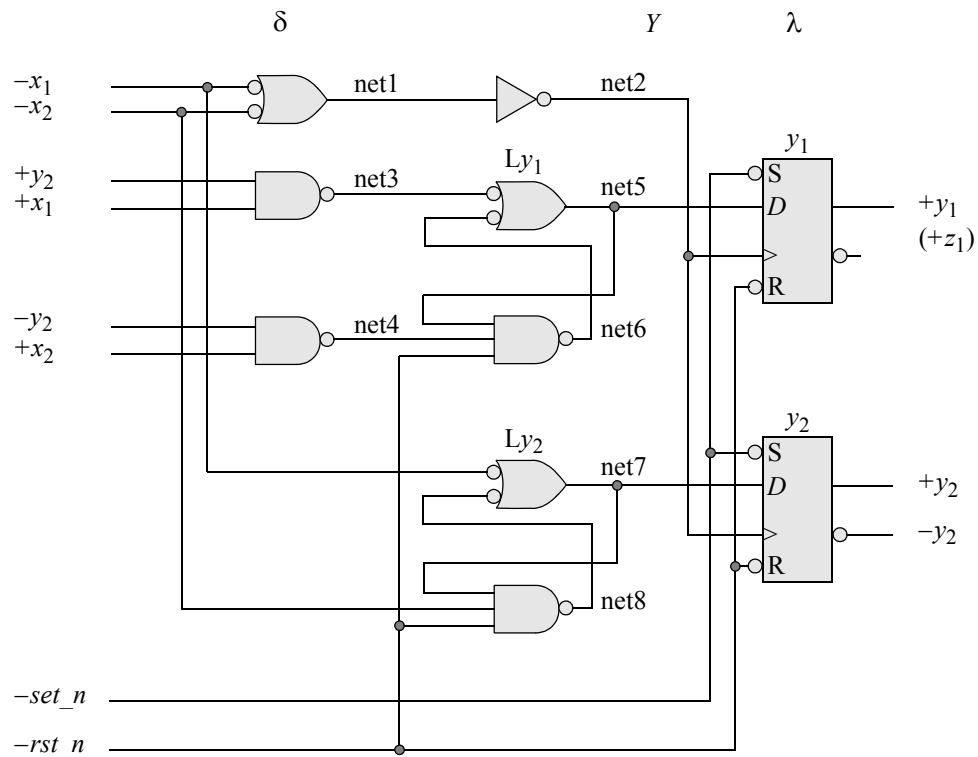 δ Y λ
–x1 net1 net2
–x2
y1
+y2 net3 Ly1 net5 S
+x1 D +y1
(+z1)
R
–y2 net4 net6
+x2
y2
Ly2 net7 S
D +y2
–y2
R
net8
–set_n
–rst n